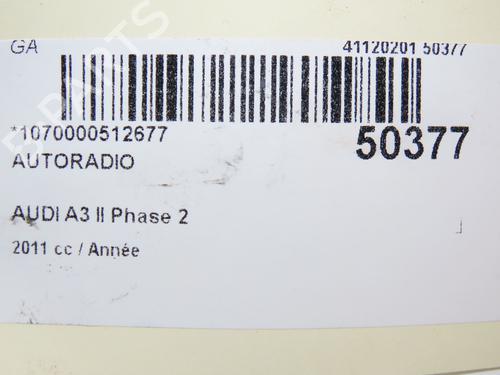 GA 41120201 50377
*1070000512677 50377
AUTORADIO
AUDI A3 II Phase 2
2011 cc / Année